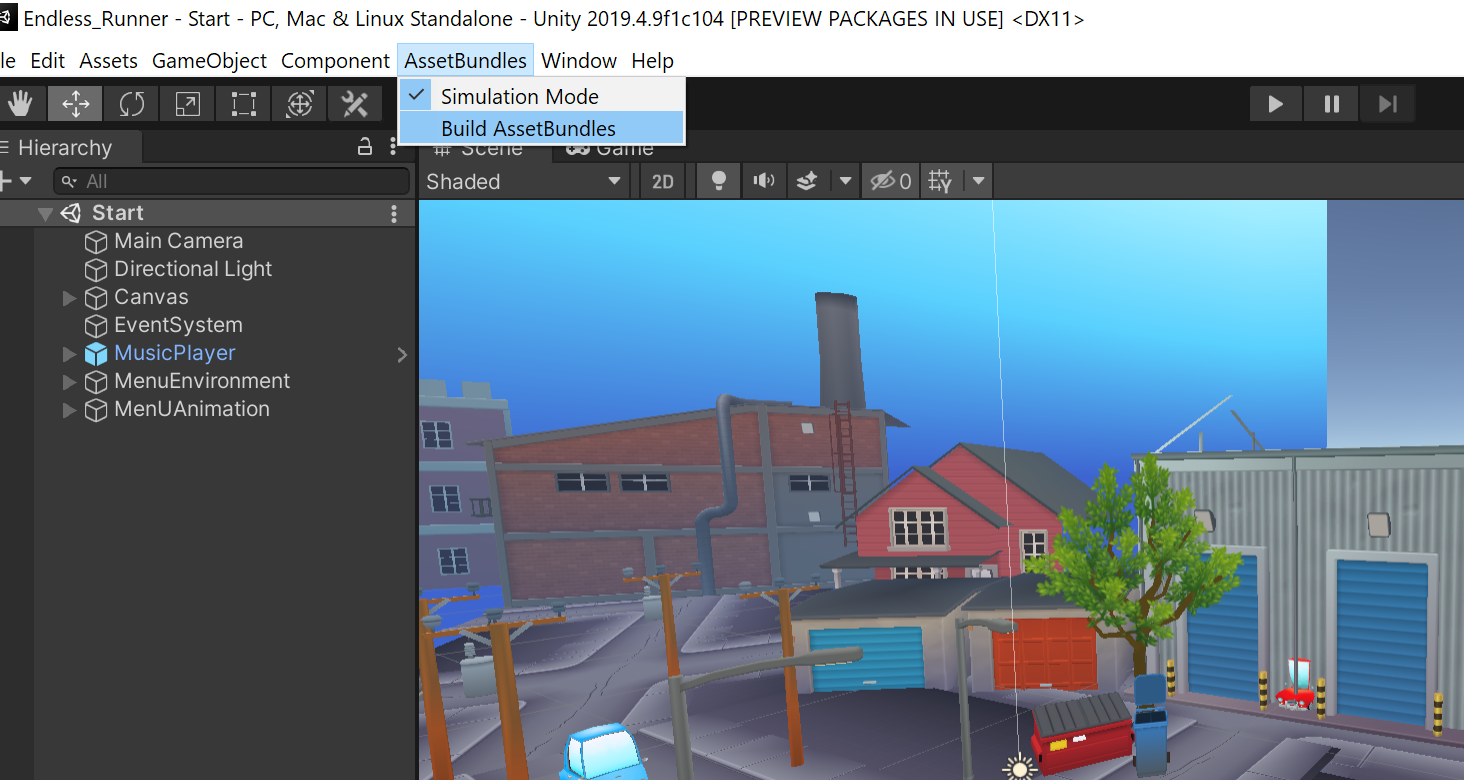 Endless_Runner - Start - PC, Mac & Linux Standalone - Unity 2019.4.9f1c104 [PREVIEW PACKAGES IN USE] <DX11>
le Edit Assets GameObject Component AssetBundles Window Help
Simulation Mode
Build AssetBundles
Hierarchy
Scene Game
All
Shaded 2D 0
Start
Main Camera
Directional Light
Canvas
EventSystem
MusicPlayer
MenuEnvironment
MenUAnimation